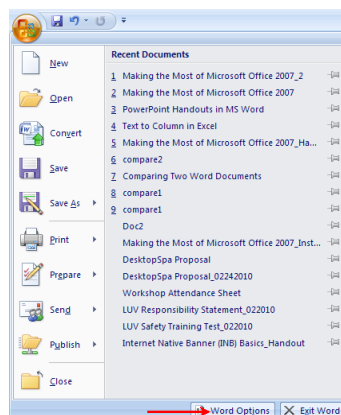 Recent Documents
New
Open
Convert
Save
Save As
Print
Prepare
Send
Publish
Close
1 Making the Most of Microsoft Office 2007_2
2 Making the Most of Microsoft Office 2007
3 PowerPoint Handouts in MS Word
4 Text to Column in Excel
5 Making the Most of Microsoft Office 2007_Ha...
6 compare2
7 Comparing Two Word Documents
8 compare1
9 compare1
Doc2
Making the Most of Microsoft Office 2007_Inst...
DesktopSpa Proposal
DesktopSpa Proposal_02242010
Workshop Attendance Sheet
LUV Responsibility Statement_022010
LUV Safety Training Test_022010
Internet Native Banner (INB) Basics_Handout
Word Options
Exit Word